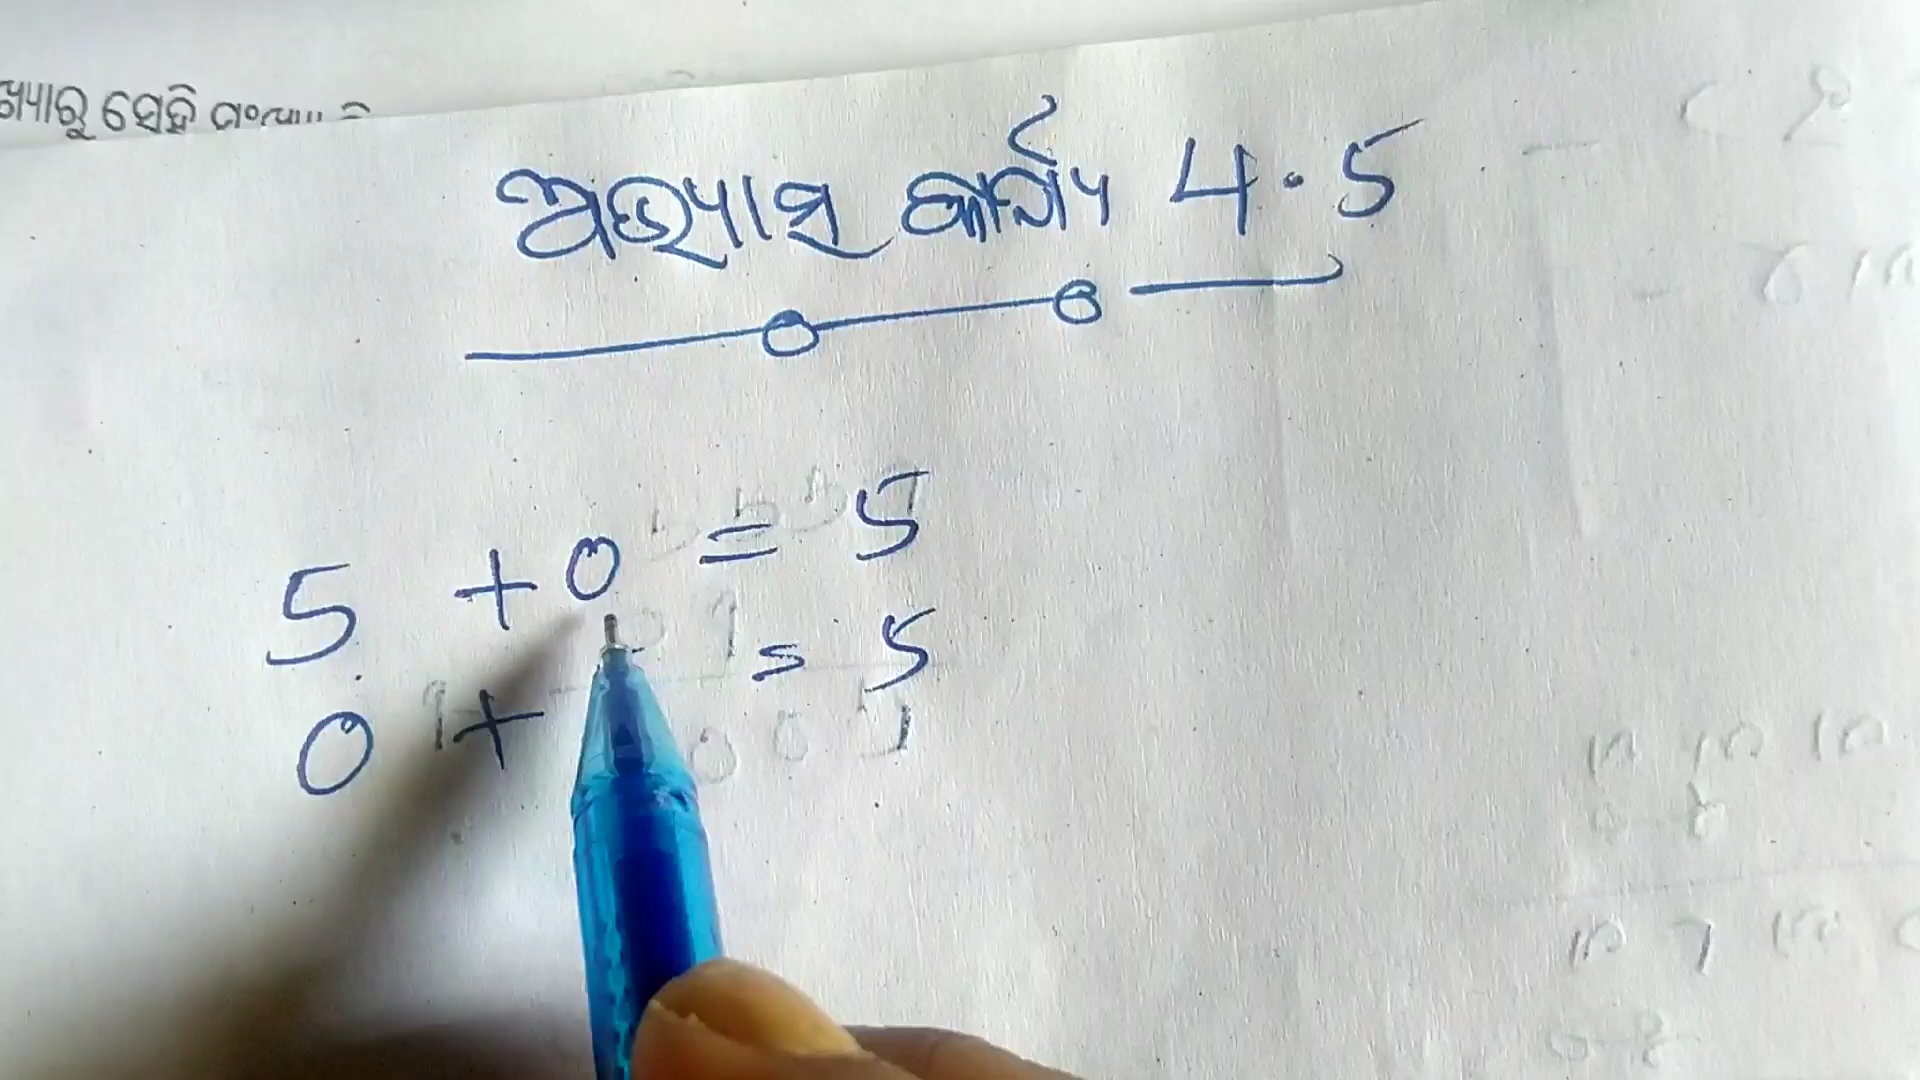 ଖ୍ୟାରୁ ସେହି
ଅଭ୍ୟାସ କାର୍ଯ୍ୟ 4.5
5 + 0 = 5
0 + = 5